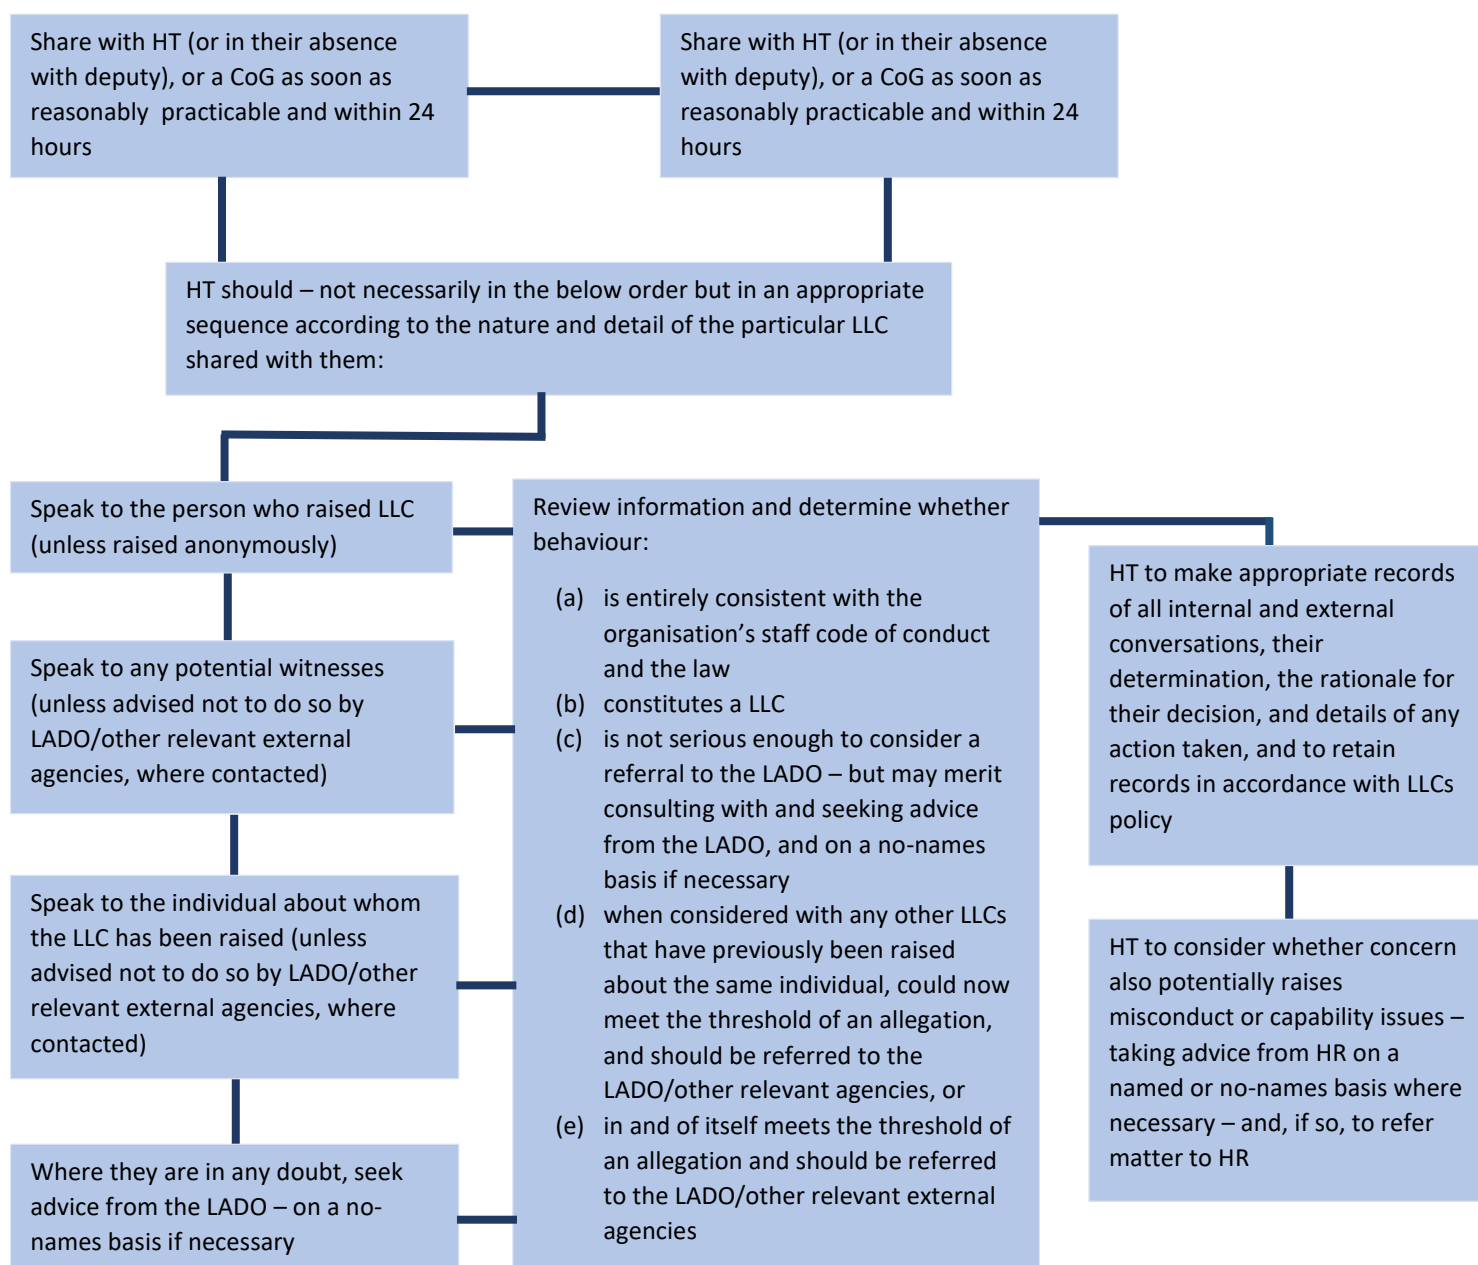 Share with HT (or in their absence
with deputy), or a CoG as soon as
reasonably  practicable and within 24
hours
Share with HT (or in their absence
with deputy), or a CoG as soon as
reasonably practicable and within 24
hours
HT should – not necessarily in the below order but in an appropriate
sequence according to the nature and detail of the particular LLC
shared with them:
Speak to the person who raised LLC
(unless raised anonymously)
Speak to any potential witnesses
(unless advised not to do so by
LADO/other relevant external
agencies, where contacted)
Speak to the individual about whom
the LLC has been raised (unless
advised not to do so by LADO/other
relevant external agencies, where
contacted)
Where they are in any doubt, seek
advice from the LADO – on a no-
names basis if necessary
Review information and determine whether
behaviour:
(a) is entirely consistent with the
organisation’s staff code of conduct
and the law
(b) constitutes a LLC
(c) is not serious enough to consider a
referral to the LADO – but may merit
consulting with and seeking advice
from the LADO, and on a no-names
basis if necessary
(d) when considered with any other LLCs
that have previously been raised
about the same individual, could now
meet the threshold of an allegation,
and should be referred to the
LADO/other relevant agencies, or
(e) in and of itself meets the threshold of
an allegation and should be referred
to the LADO/other relevant external
agencies
HT to make appropriate records
of all internal and external
conversations, their
determination, the rationale for
their decision, and details of any
action taken, and to retain
records in accordance with LLCs
policy
HT to consider whether concern
also potentially raises
misconduct or capability issues –
taking advice from HR on a
named or no-names basis where
necessary – and, if so, to refer
matter to HR